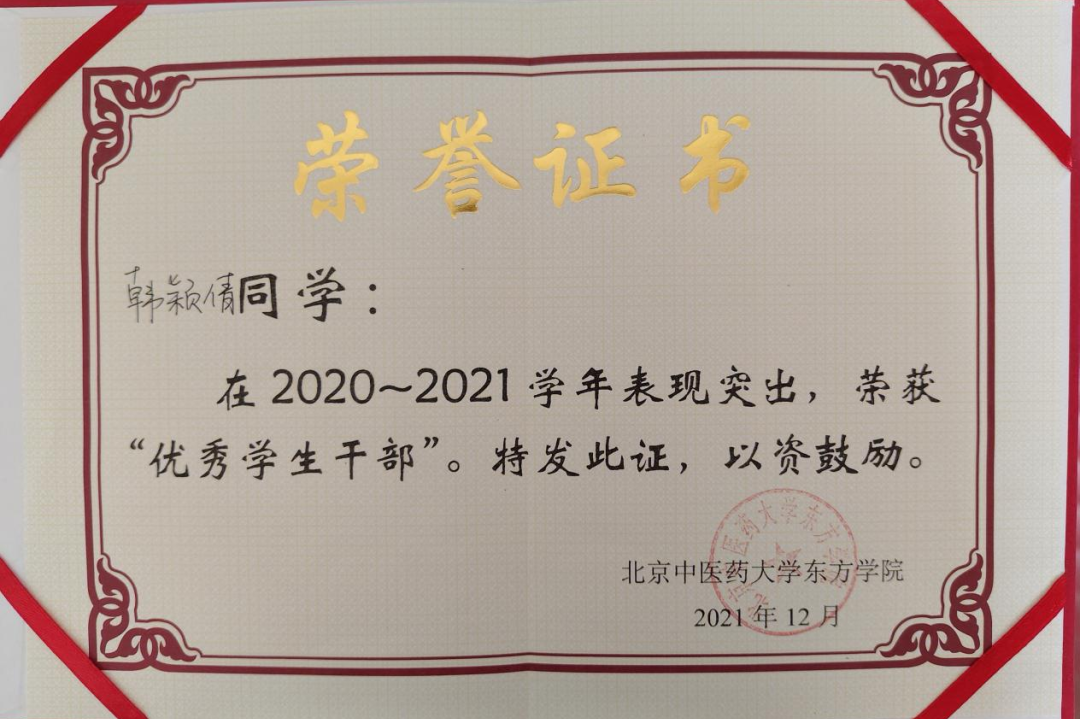 荣誉证书
韩颖倩同学：
在2020~2021学年表现突出，荣获
“优秀学生干部”。特发此证，以资鼓励。
北京中医药大学东方学院
2021年12月